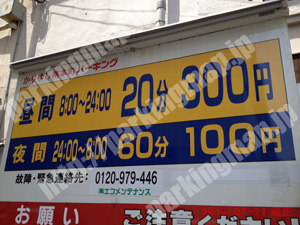 昼間 8:00〜24:00 20分 300円
夜間 24:00〜8:00 60分 100円
故障・緊急連絡先： 0120-979-446
㈱エコメンテナンス
お願い ご注意ください